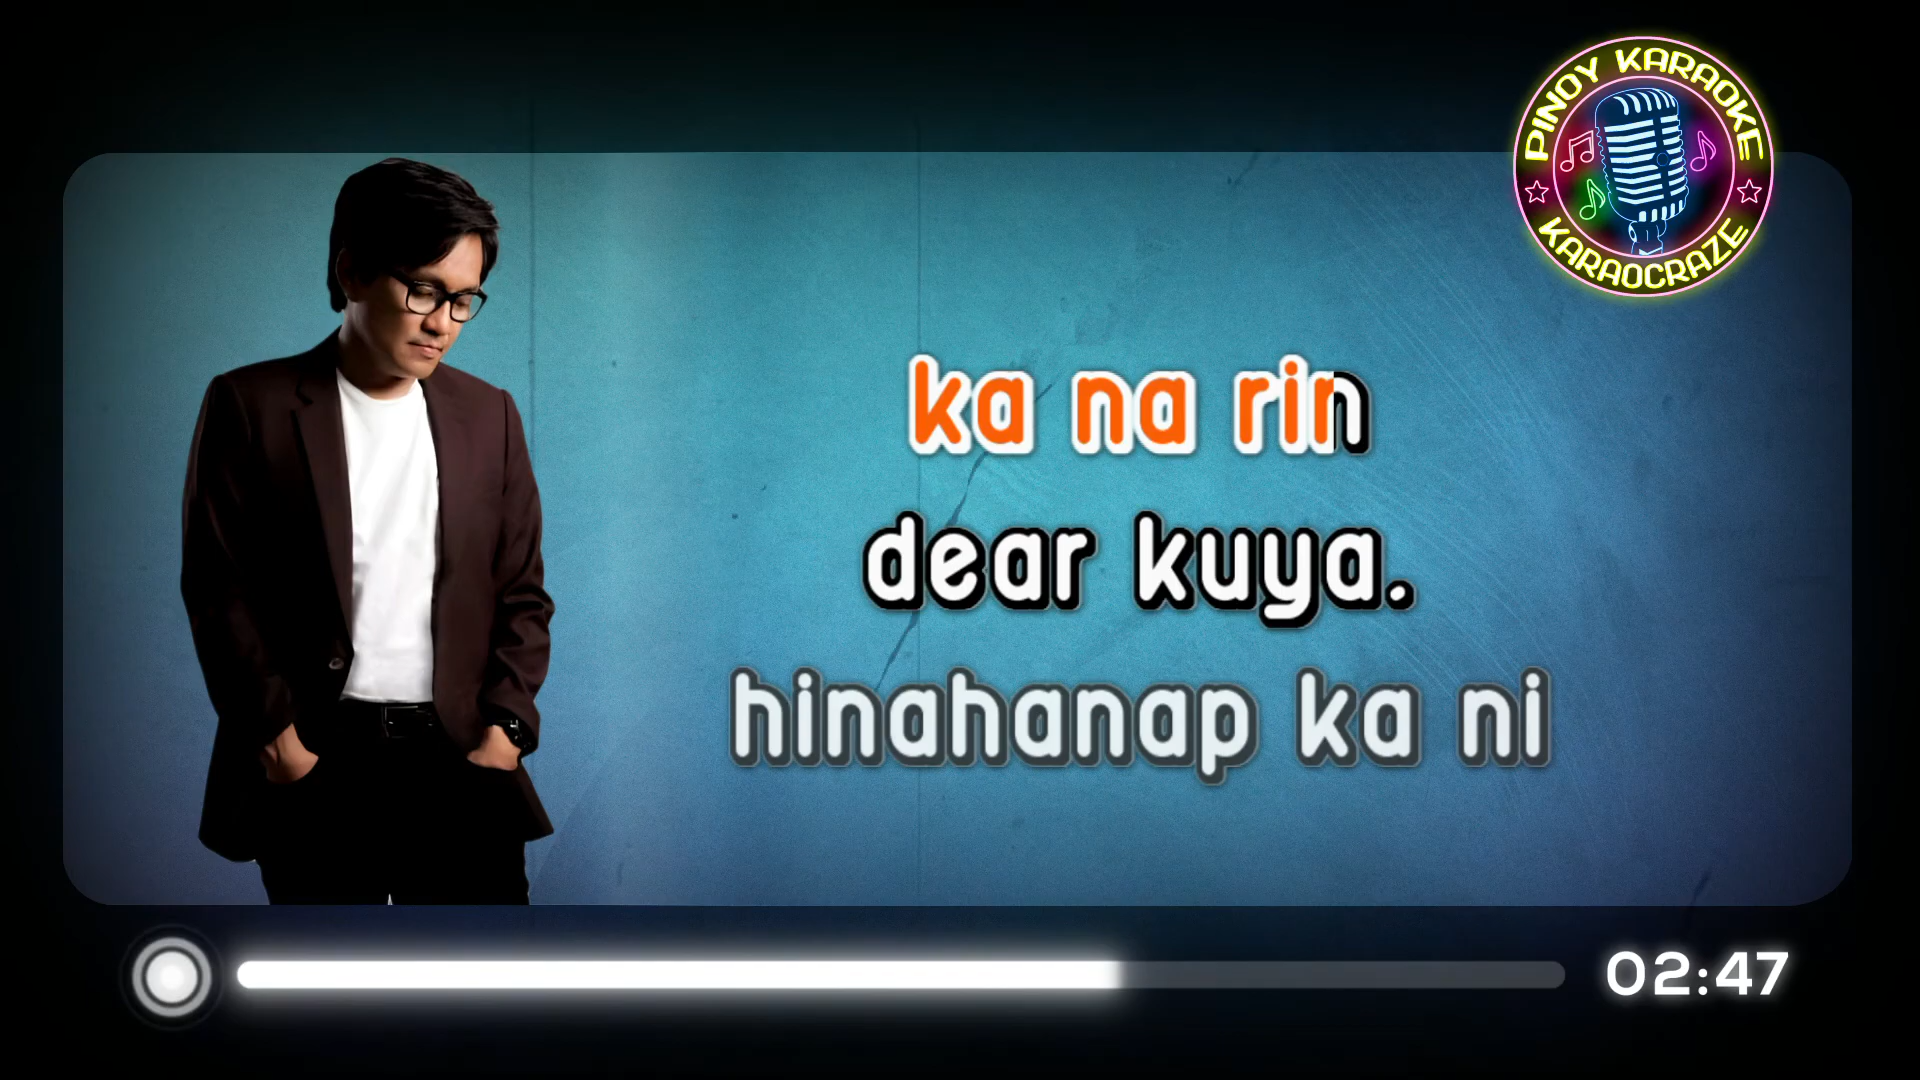 PINOY KARAOKE
KARAOCRAZE
ka na rin
dear kuya.
hinahanap ka ni
02:47